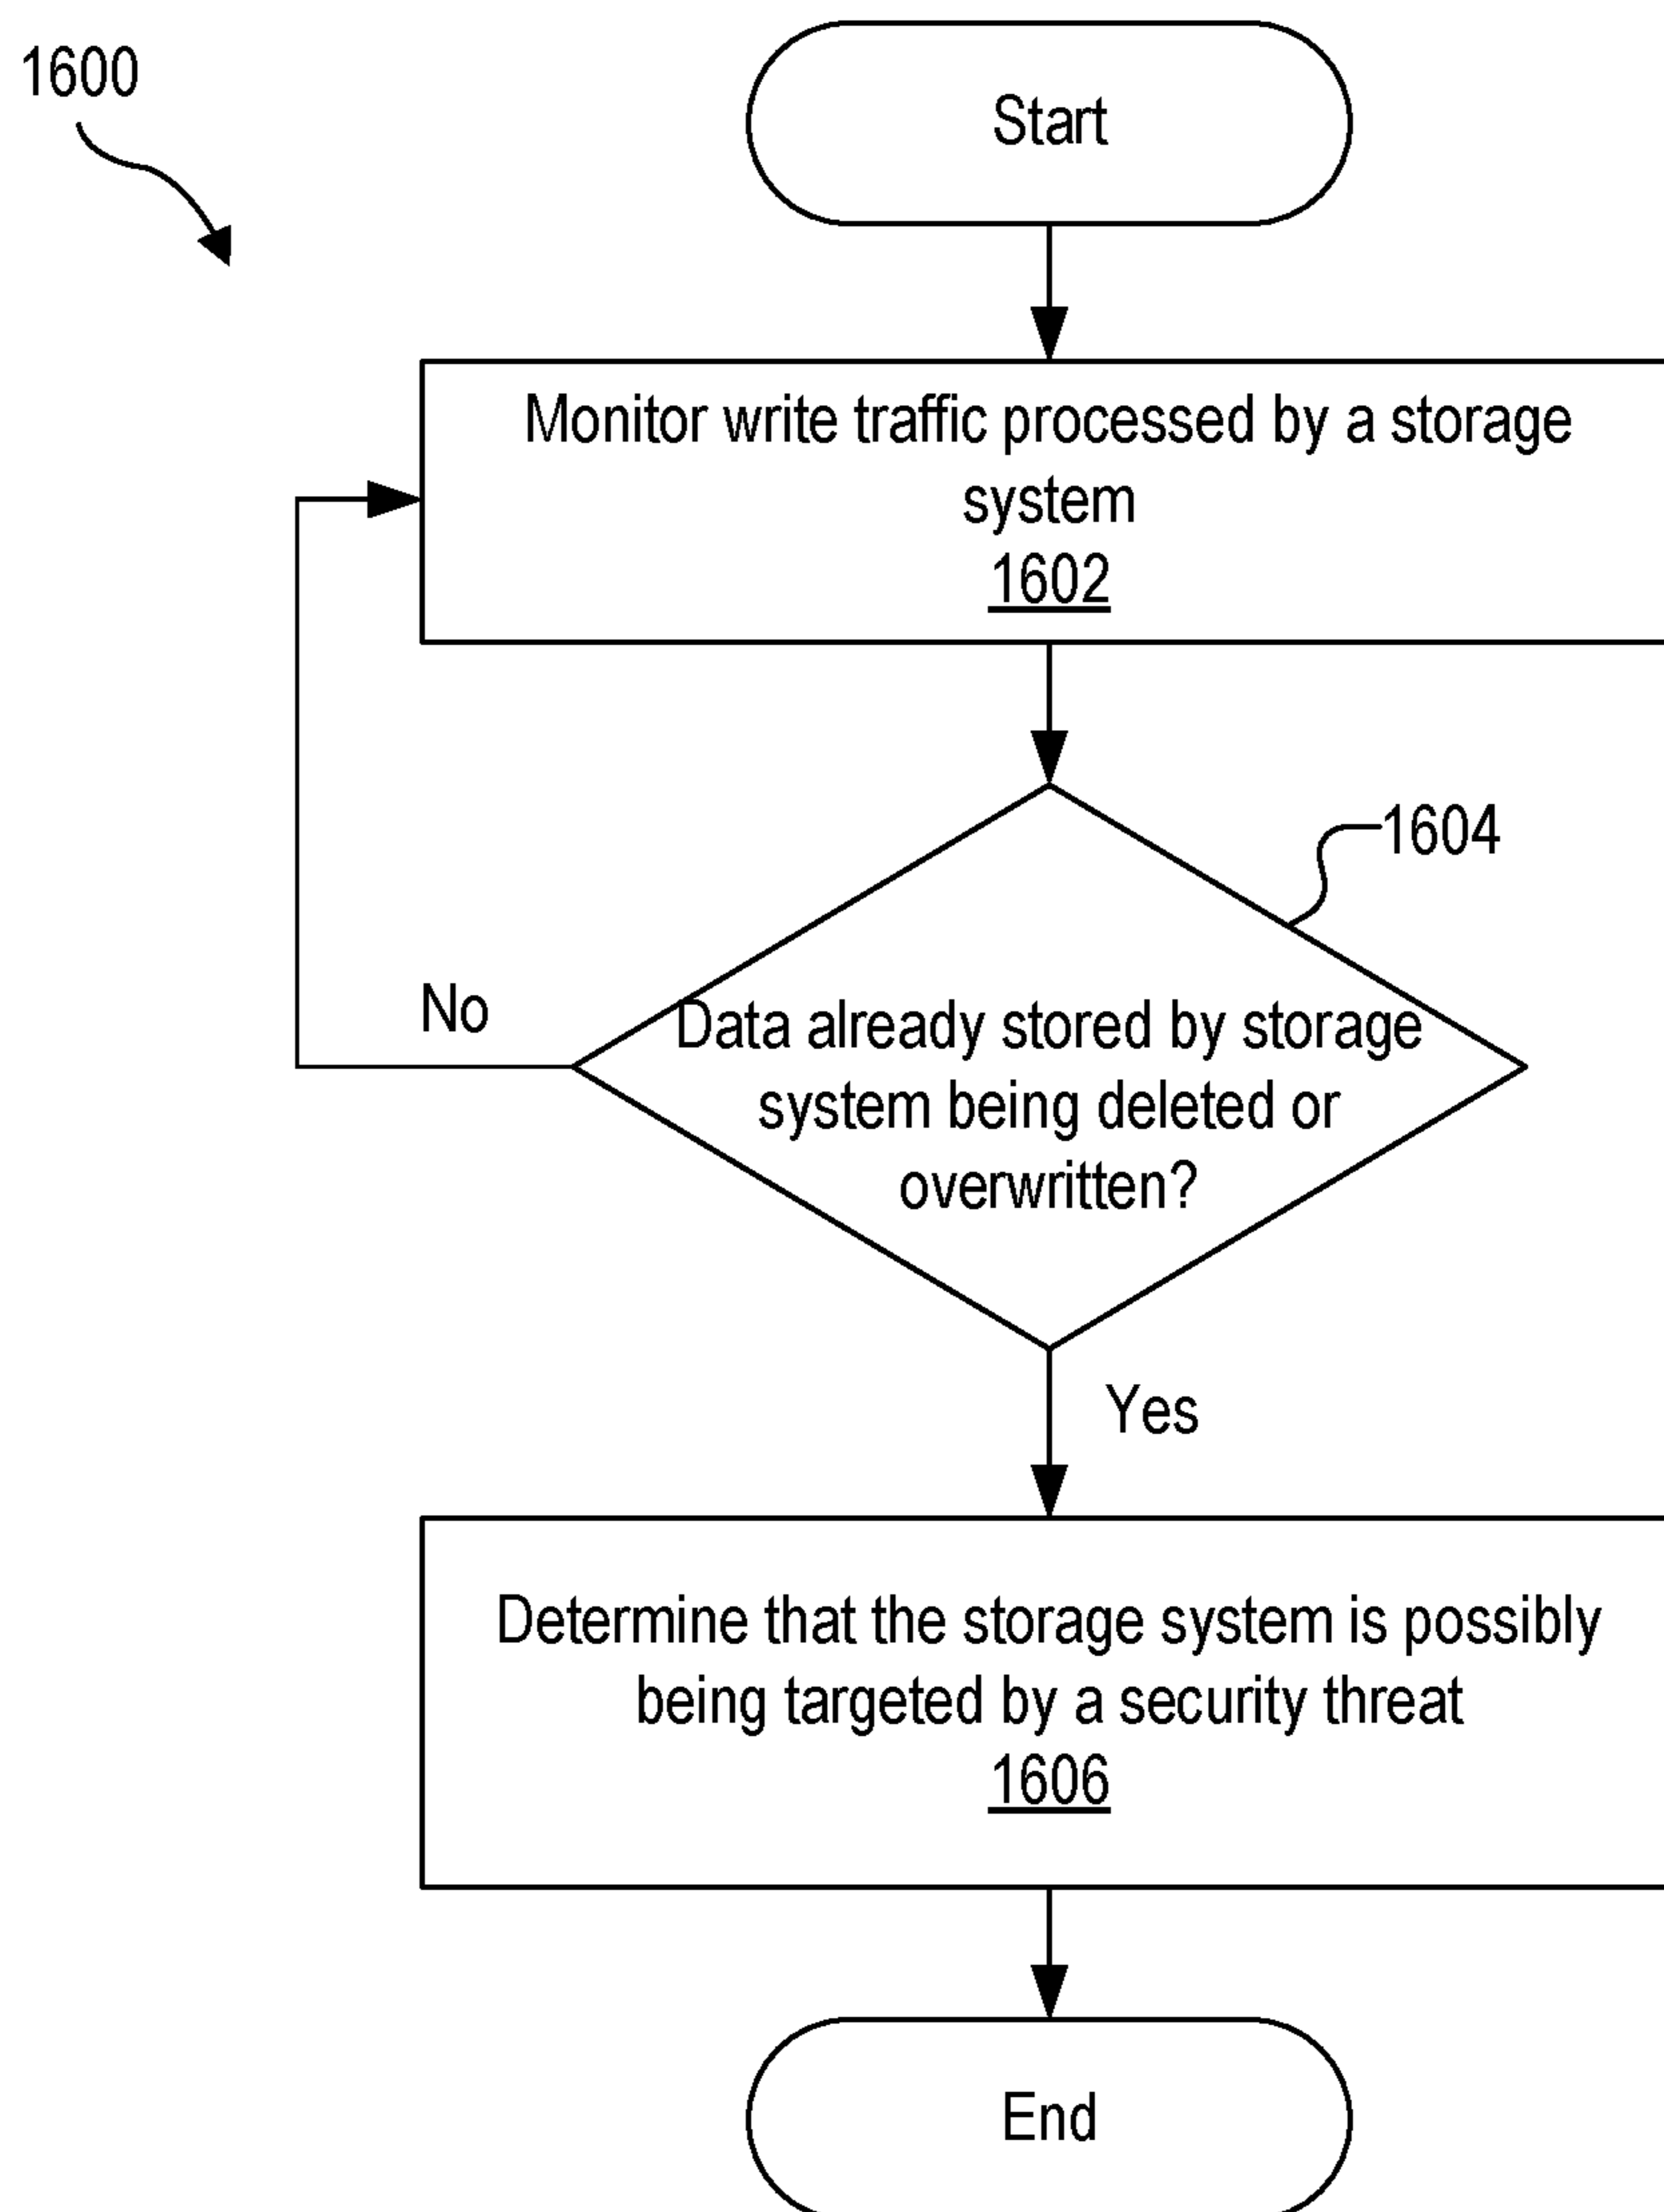 1600
Start
Monitor write traffic processed by a storage
system
1602
1604
No
Data already stored by storage
system being deleted or
overwritten?
Yes
Determine that the storage system is possibly
being targeted by a security threat
1606
End